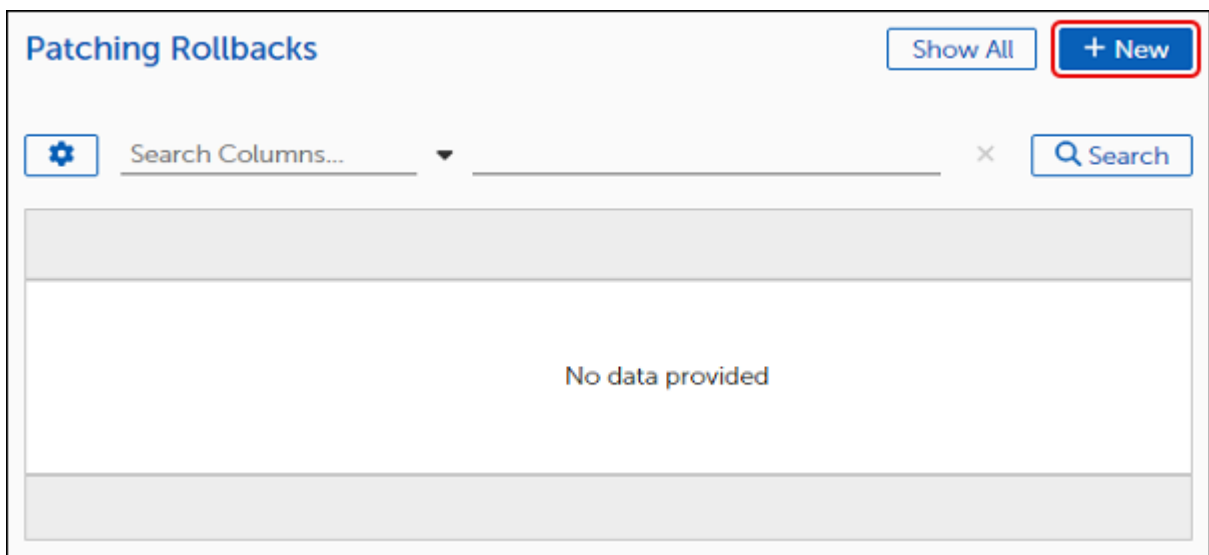 Patching Rollbacks
Show All
+ New
Search Columns...
Search
No data provided